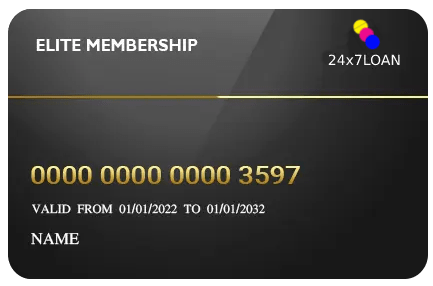 ELITE MEMBERSHIP
24x7LOAN
0000 0000 0000 3597
VALID FROM 01/01/2022 TO 01/01/2032
NAME